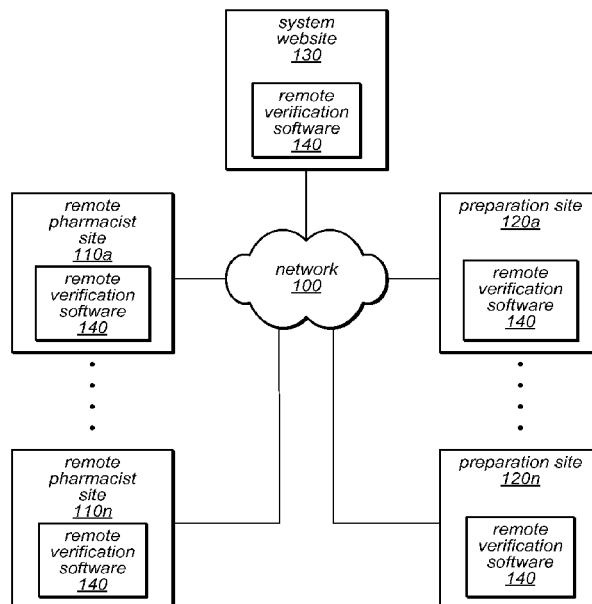 system
website
130
remote
verification
software
140
remote
pharmacist
site
110a
remote
verification
software
140
network
100
preparation site
120a
remote
verification
software
140
remote
pharmacist
site
110n
remote
verification
software
140
preparation site
120n
remote
verification
software
140